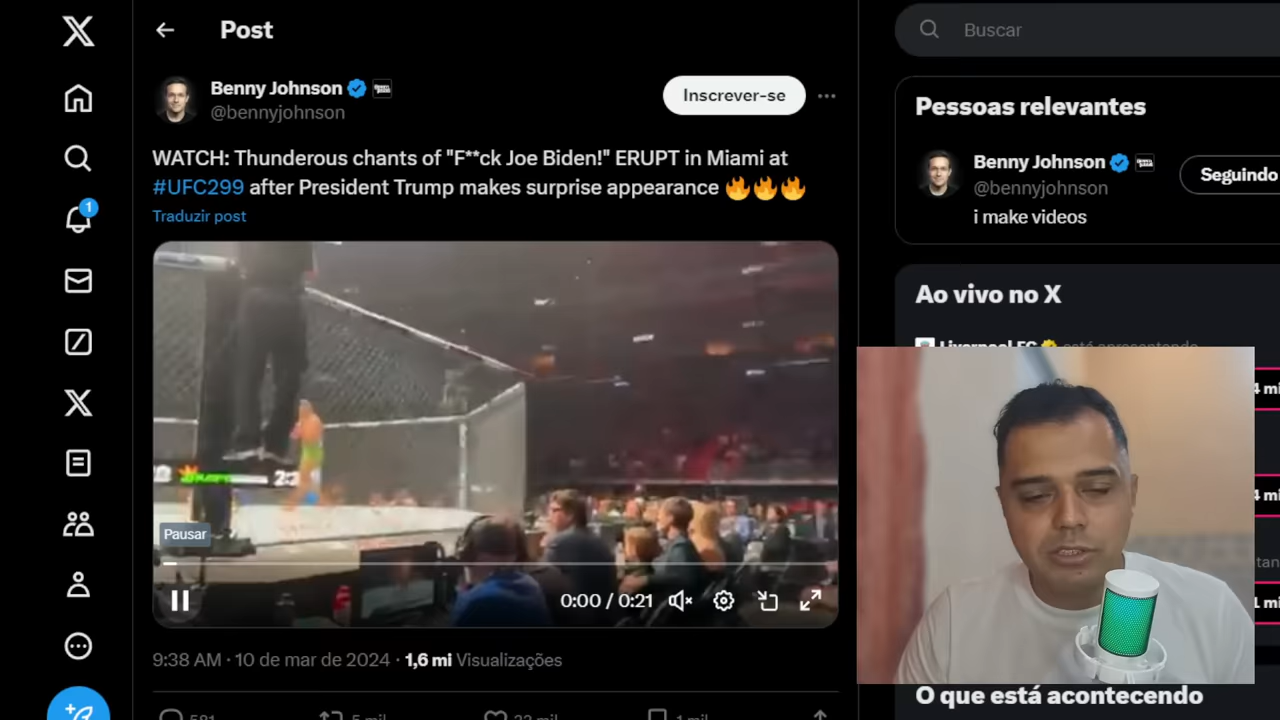 Post
Buscar
Benny Johnson
@bennyjohnson
Inscrever-se
WATCH: Thunderous chants of "F**ck Joe Biden!" ERUPT in Miami at
#UFC299 after President Trump makes surprise appearance 🔥🔥🔥
Traduzir post
Pausar
0:00 / 0:21
9:38 AM · 10 de mar de 2024 · 1,6 mi Visualizações
1
Pessoas relevantes
Benny Johnson
@bennyjohnson
Seguindo
i make videos
Ao vivo no X
O que está acontecendo